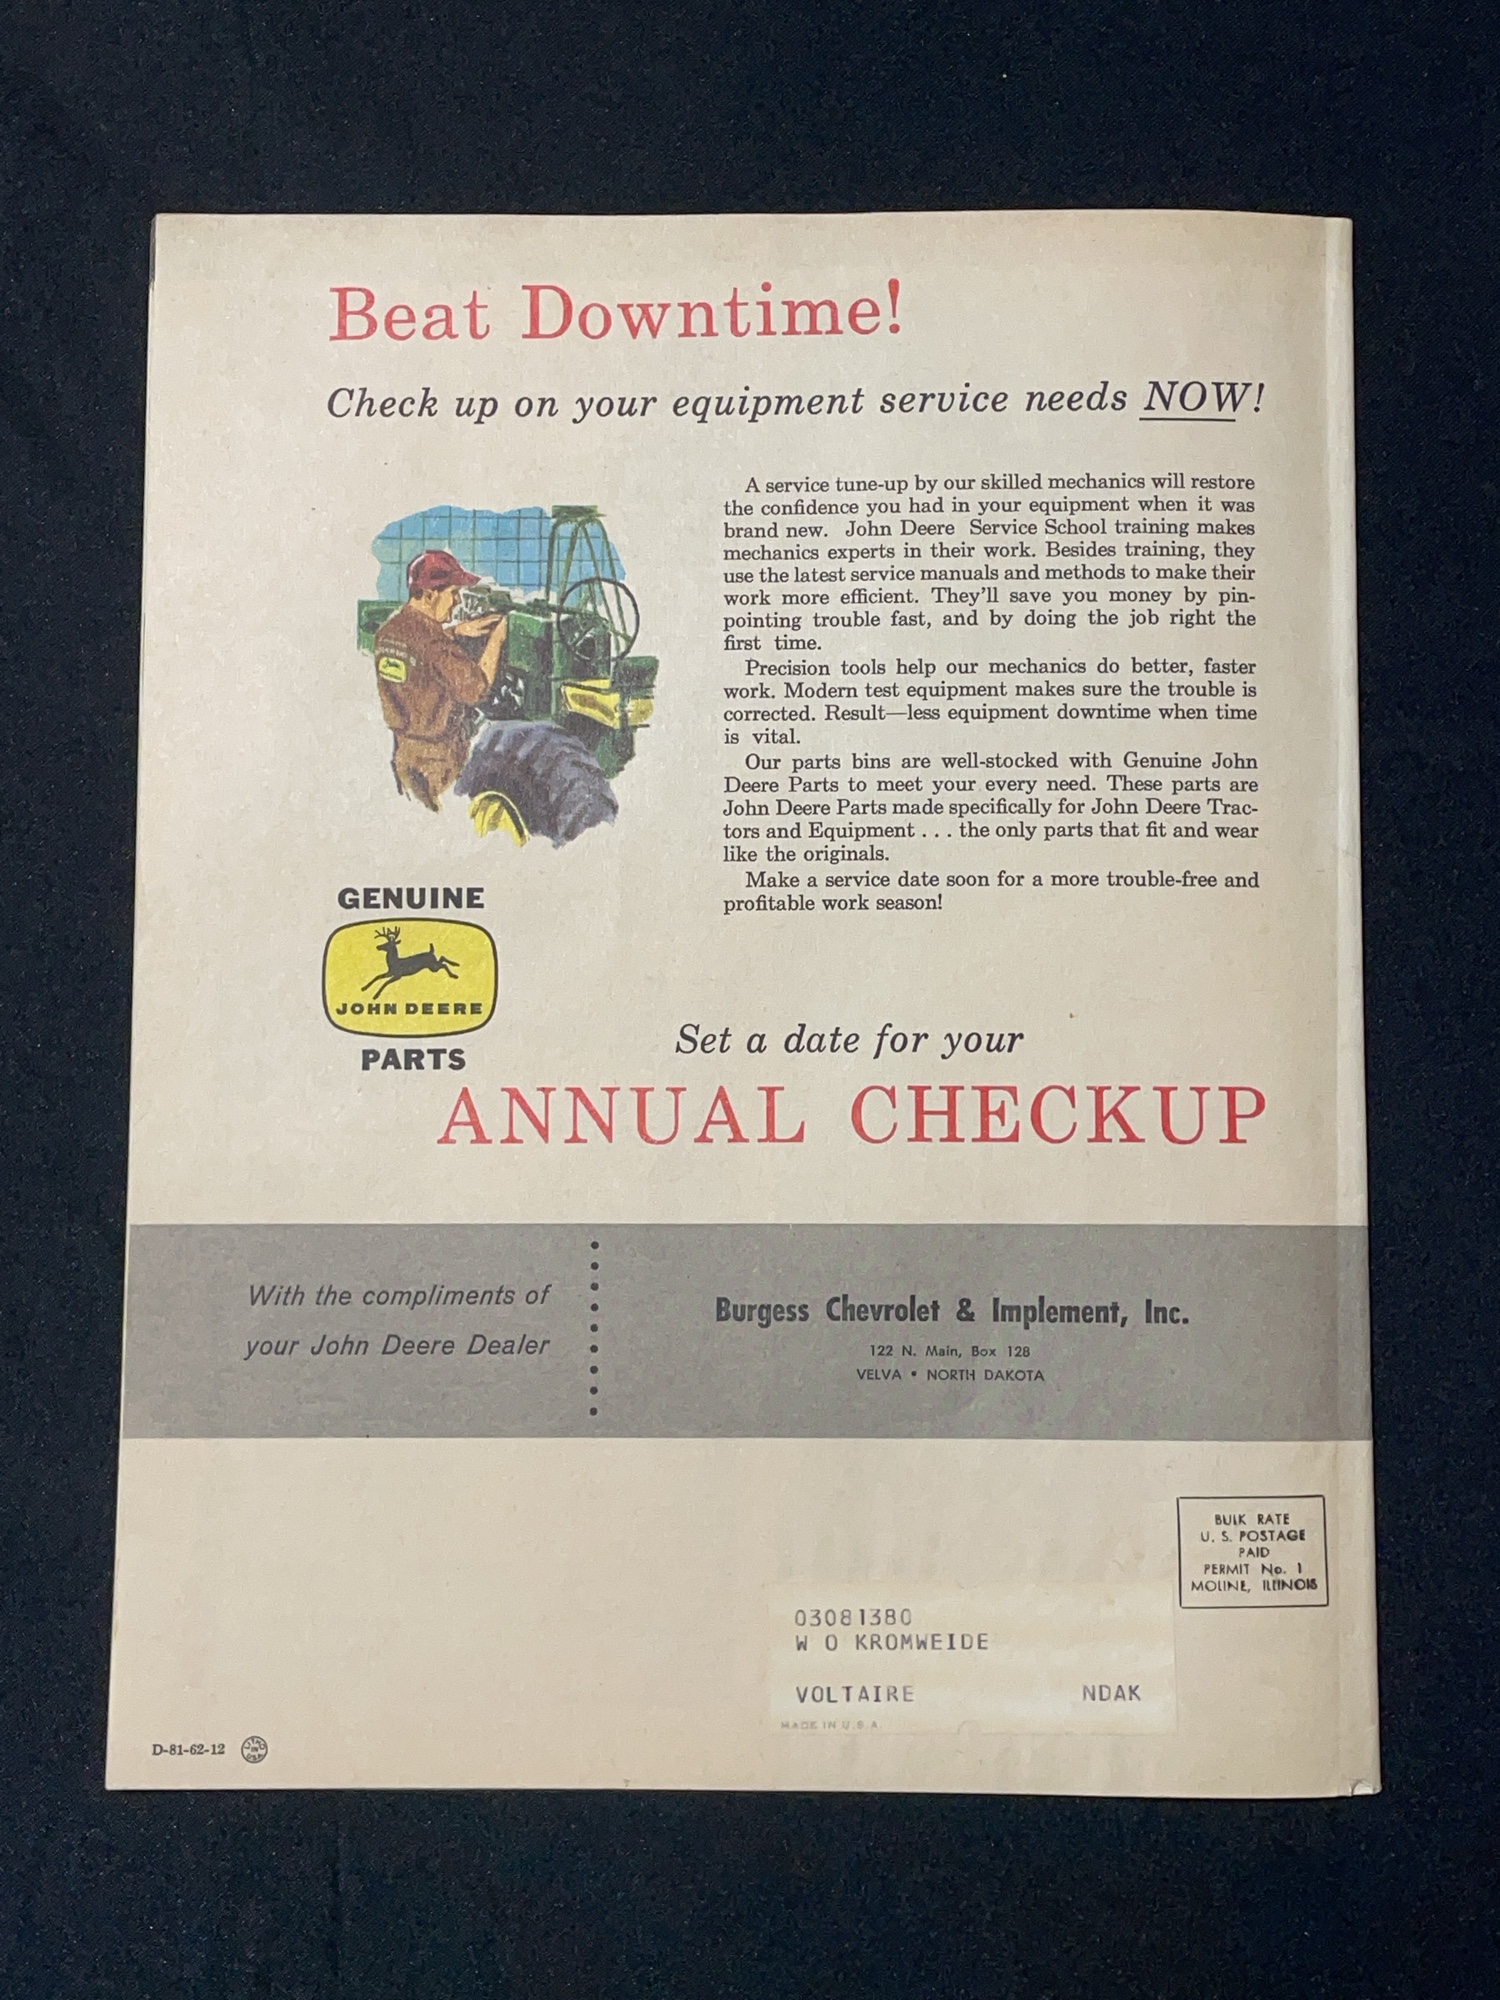 Beat Downtime!
Check up on your equipment service needs NOW!
A service tune-up by our skilled mechanics will restore
the confidence you had in your equipment when it was
brand new. John Deere Service School training makes
mechanics experts in their work. Besides training, they
use the latest service manuals and methods to make their
work more efficient. They'll save you money by pin-
pointing trouble fast, and by doing the job right the
first time.
Precision tools help our mechanics do better, faster
work. Modern test equipment makes sure the trouble is
corrected. Result—less equipment downtime when time
is vital.
Our parts bins are well-stocked with Genuine John
Deere Parts to meet your every need. These parts are
John Deere Parts made specifically for John Deere Trac-
tors and Equipment . . . the only parts that fit and wear
like the originals.
Make a service date soon for a more trouble-free and
profitable work season!
GENUINE
JOHN DEERE
PARTS
Set a date for your
ANNUAL CHECKUP
With the compliments of
your John Deere Dealer
Burgess Chevrolet & Implement, Inc.
122 N. Main, Box 128
VELVA • NORTH DAKOTA
BULK RATE
U. S. POSTAGE
PAID
PERMIT No. 1
MOLINE, ILLINOIS
03081380
W O KROMWEIDE
VOLTAIRE NDAK
MADE IN U.S.A.
D-81-62-12
LITHO
IN
USA